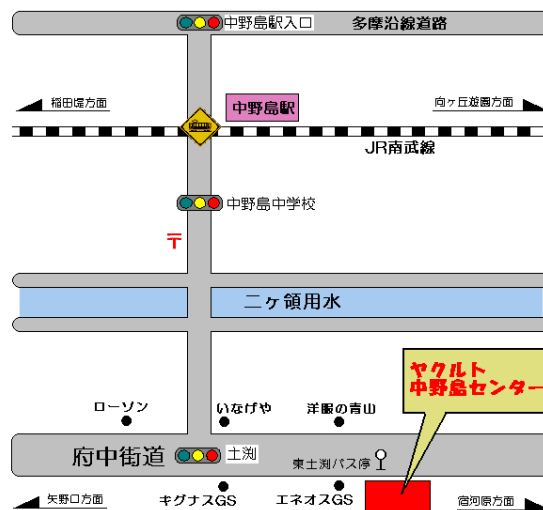 中野島駅入口
多摩沿線道路
稲田堤方面
中野島駅
向ヶ丘遊園方面
JR南武線
中野島中学校
〒
二ヶ領用水
ヤクルト
中野島センター
ローソン
いなげや
洋服の青山
府中街道
土渕
東土渕バス停
矢野口方面
キグナスGS
エネオスGS
宿河原方面